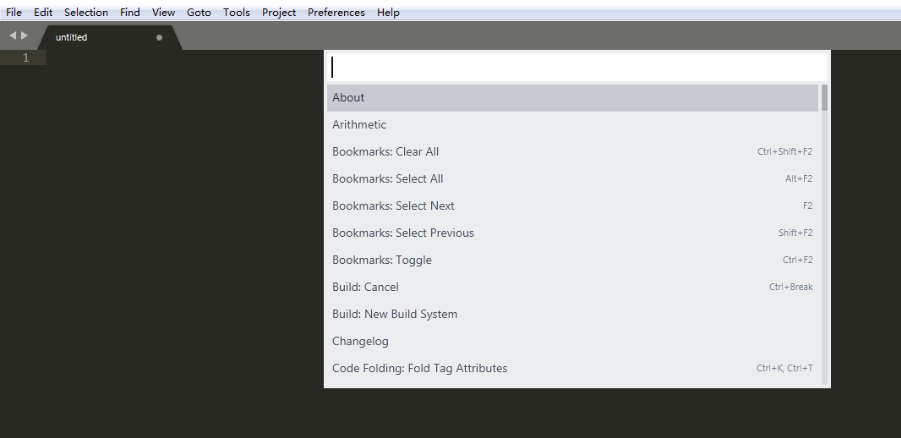 File Edit Selection Find View Goto Tools Project Preferences Help
untitled
1
About
Arithmetic
Bookmarks: Clear All Ctrl+Shift+F2
Bookmarks: Select All Alt+F2
Bookmarks: Select Next F2
Bookmarks: Select Previous Shift+F2
Bookmarks: Toggle Ctrl+F2
Build: Cancel Ctrl+Break
Build: New Build System
Changelog
Code Folding: Fold Tag Attributes Ctrl+K, Ctrl+T